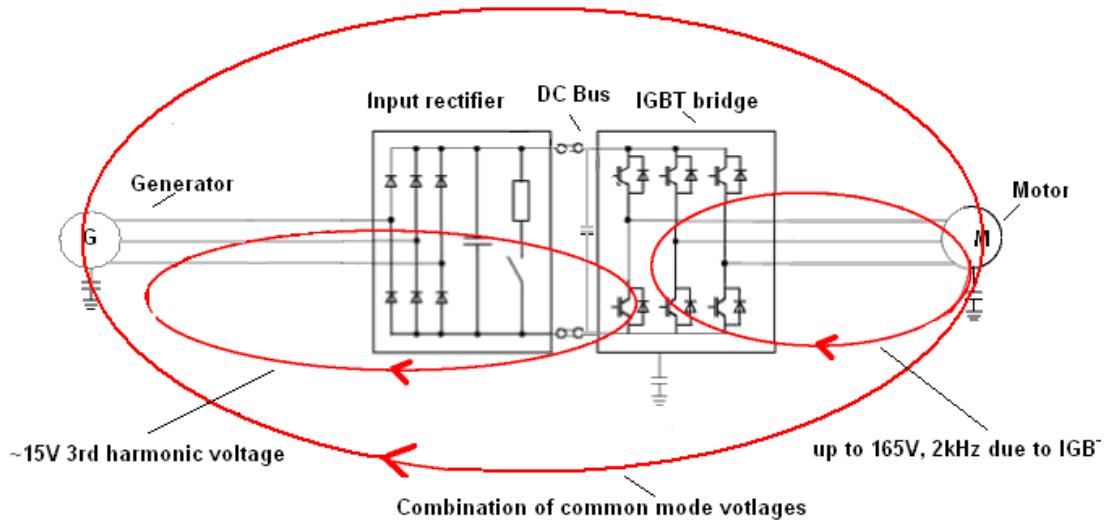 DC Bus
Input rectifier
IGBT bridge
Generator
Motor
G
M
~15V 3rd harmonic voltage
up to 165V, 2kHz due to IGBT
Combination of common mode votlages